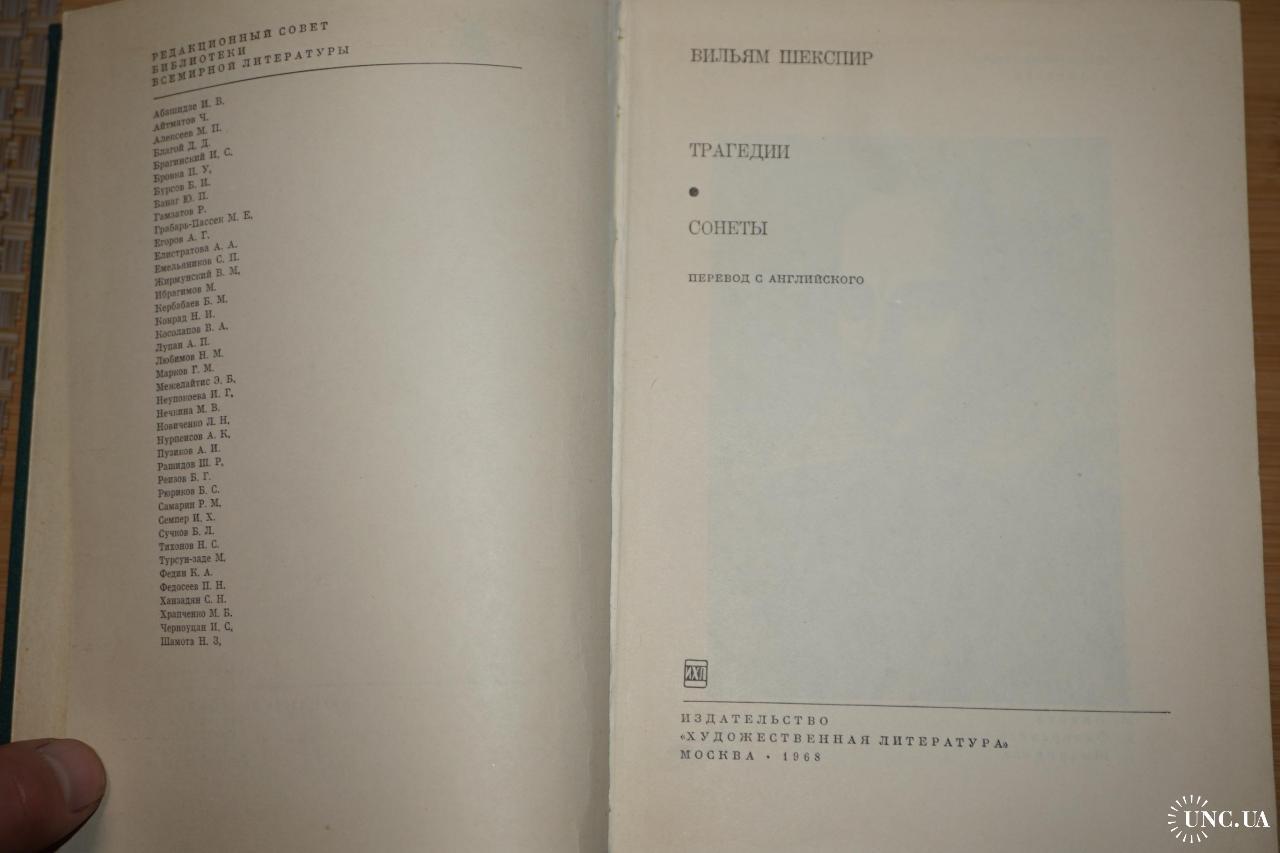 РЕДАКЦИОННЫЙ СОВЕТ
БИБЛИОТЕКИ
ВСЕМИРНОЙ ЛИТЕРАТУРЫ
Абашидзе И. В.
Айтматов Ч.
Алексеев М. П.
Благой Д. Д.
Брагинский И. С.
Бровка П. У.
Бурсов Б. И.
Ванаг Ю. П.
Гамзатов Р.
Грабарь-Пассек М. Е,
Егоров А. Г.
Елистратова А. А.
Емельяников С. П.
Жирмунский В. М,
Ибрагимов М.
Кербабаев Б. М.
Конрад Н. И.
Косолапов В. А,
Лупан А. П.
Любимов Н. М.
Марков Г. М.
Межелайтис Э. Б,
Неупокоева И. Г,
Нечкина М. В.
Новиченко Л. Н,
Нурпеисов А. К,
Пузиков А. И.
Рашидов Ш. Р,
Реизов Б. Г.
Рюриков Б. С.
Самарин Р. М,
Семпер И. Х.
Сучков Б. Л.
Тихонов Н. С.
Турсун-заде М.
Федин К. А.
Федосеев П. Н.
Ханзадян С. Н.
Храпченко М. Б.
Черноуцан И. С,
Шамота Н. З,
ВИЛЬЯМ ШЕКСПИР
ТРАГЕДИИ
•
СОНЕТЫ
ПЕРЕВОД С АНГЛИЙСКОГО
ИХЛ
ИЗДАТЕЛЬСТВО
«ХУДОЖЕСТВЕННАЯ ЛИТЕРАТУРА»
МОСКВА • 1968
UNC.UA